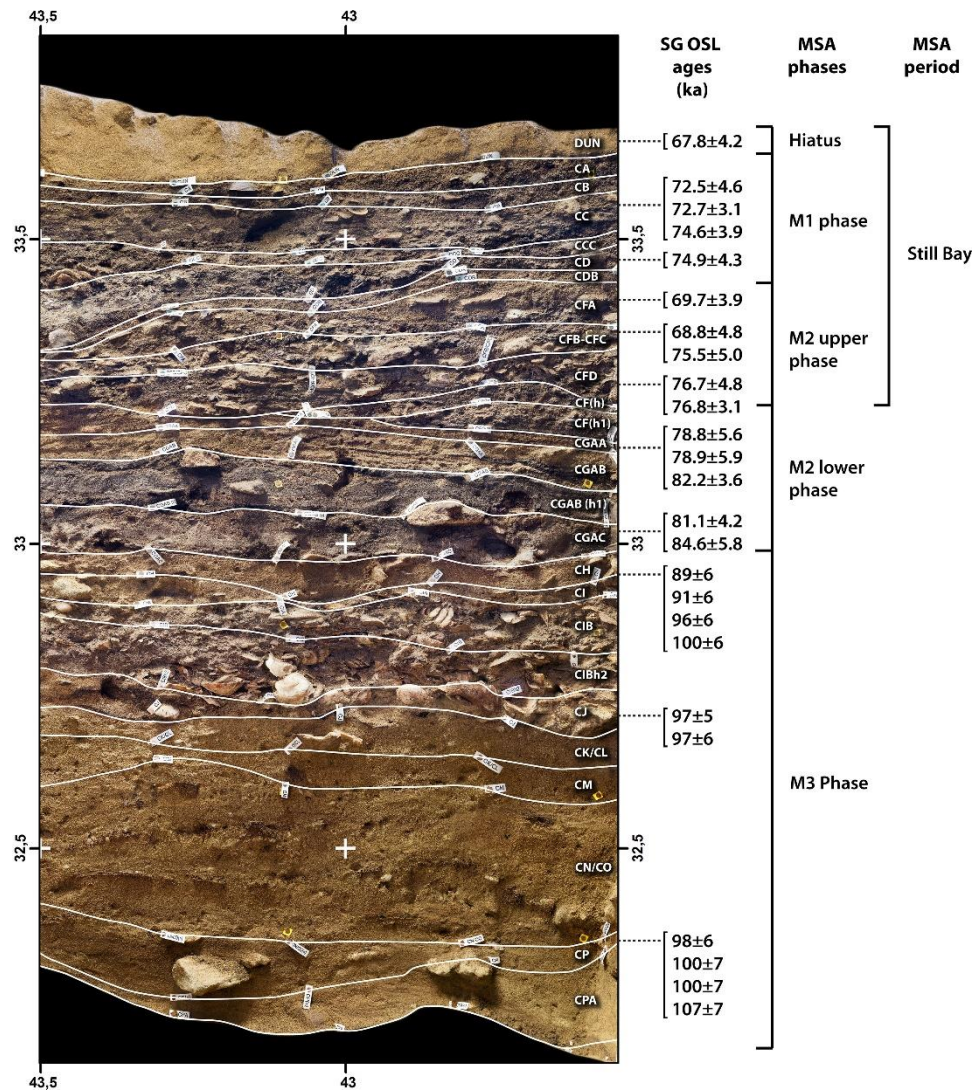 43,5
43
SG OSL
ages
(ka)
MSA
phases
MSA
period
DUN
67.8±4.2
Hiatus
CA
CB
72.5±4.6
CC
72.7±3.1
M1 phase
33,5
33,5
74.6±3.9
CCC
Still Bay
CD
74.9±4.3
CDB
CFA
69.7±3.9
CFB-CFC
68.8±4.8
M2 upper
phase
75.5±5.0
CFD
76.7±4.8
CF(h)
76.8±3.1
CF(h1)
78.8±5.6
CGAA
78.9±5.9
CGAB
82.2±3.6
M2 lower
phase
CGAB (h1)
81.1±4.2
CGAC
33
33
84.6±5.8
CH
89±6
CI
91±6
CIB
96±6
100±6
CIBh2
CJ
97±5
97±6
CK/CL
CM
M3 Phase
32,5
32,5
CN/CO
98±6
CP
100±7
CPA
100±7
107±7
43,5
43